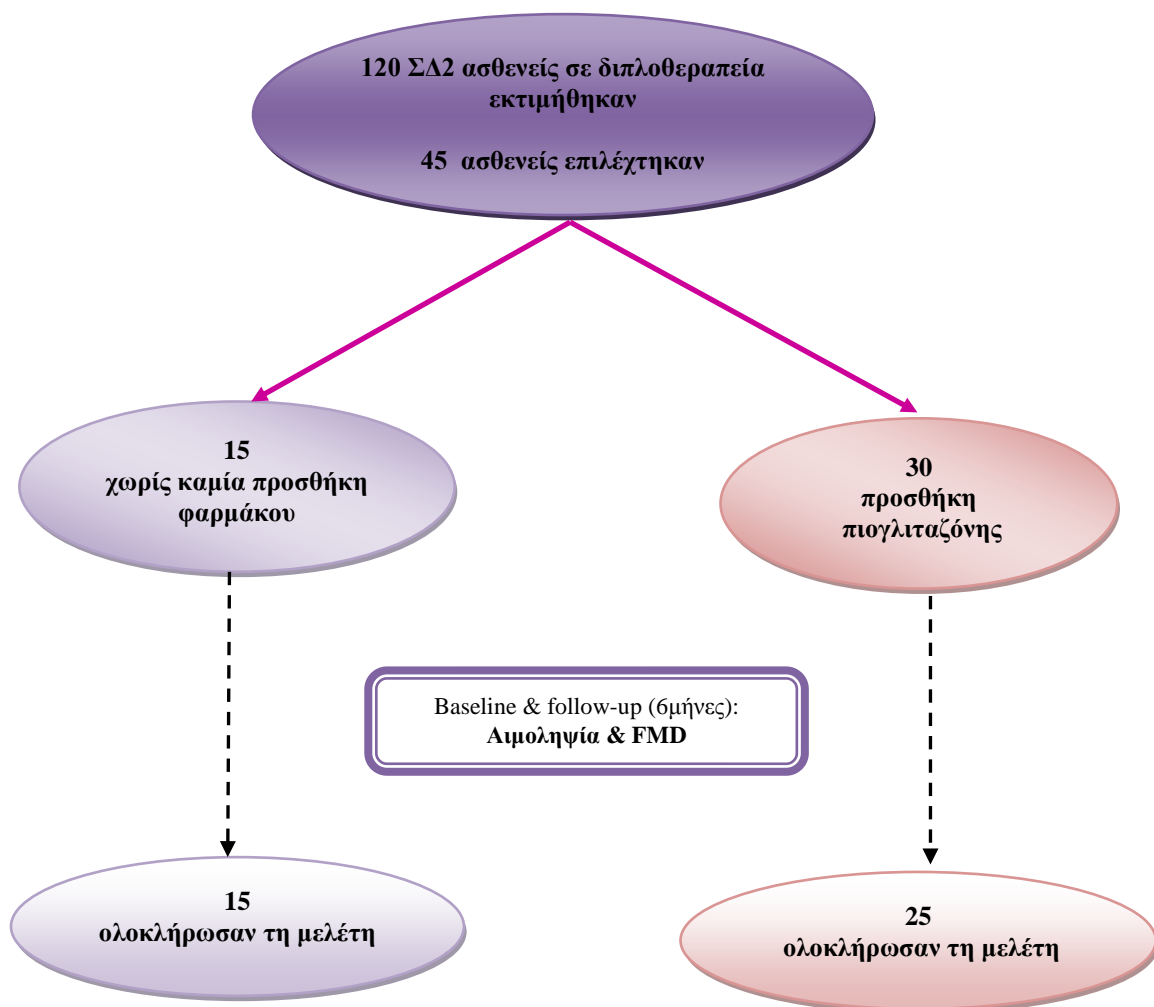 120 ΣΔ2 ασθενείς σε διπλοθεραπεία
εκτιμήθηκαν
45 ασθενείς επιλέχτηκαν
15
χωρίς καμία προσθήκη
φαρμάκου
30
προσθήκη
πιογλιταζόνης
Baseline & follow-up (6μήνες):
Αιμοληψία & FMD
15
ολοκλήρωσαν τη μελέτη
25
ολοκλήρωσαν τη μελέτη